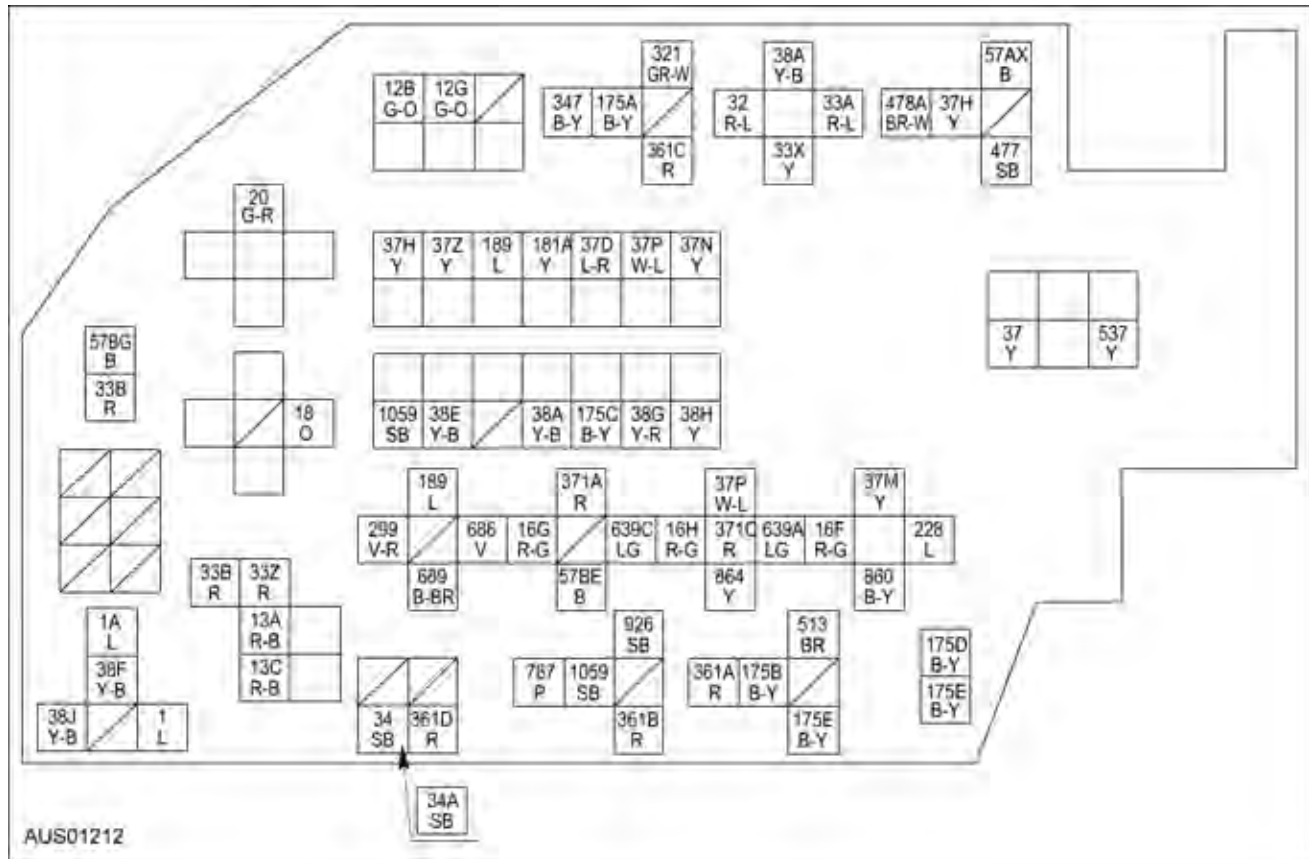 321
GR-W
38A
Y-B
57AX
B
12B
G-O
12G
G-O
347
B-Y
175A
B-Y
32
R-L
33A
R-L
478A
BR-W
37H
Y
361C
R
33X
Y
477
SB
20
G-R
37H
Y
37Z
Y
189
L
181A
Y
37D
L-R
37P
W-L
37N
Y
37
Y
537
Y
57BG
B
33B
R
18
O
1059
SB
38E
Y-B
38A
Y-B
175C
B-Y
38G
Y-R
38H
Y
189
L
371A
R
37P
W-L
37M
Y
299
V-R
686
V
16G
R-G
639C
LG
16H
R-G
371C
R
639A
LG
16F
R-G
228
L
689
B-BR
57BE
B
864
Y
860
B-Y
33B
R
33Z
R
13A
R-B
13C
R-B
1A
L
38F
Y-B
38J
Y-B
1
L
34
SB
361D
R
34A
SB
926
SB
787
P
1059
SB
361B
R
513
BR
361A
R
175B
B-Y
175E
B-Y
175D
B-Y
175E
B-Y
AUS01212